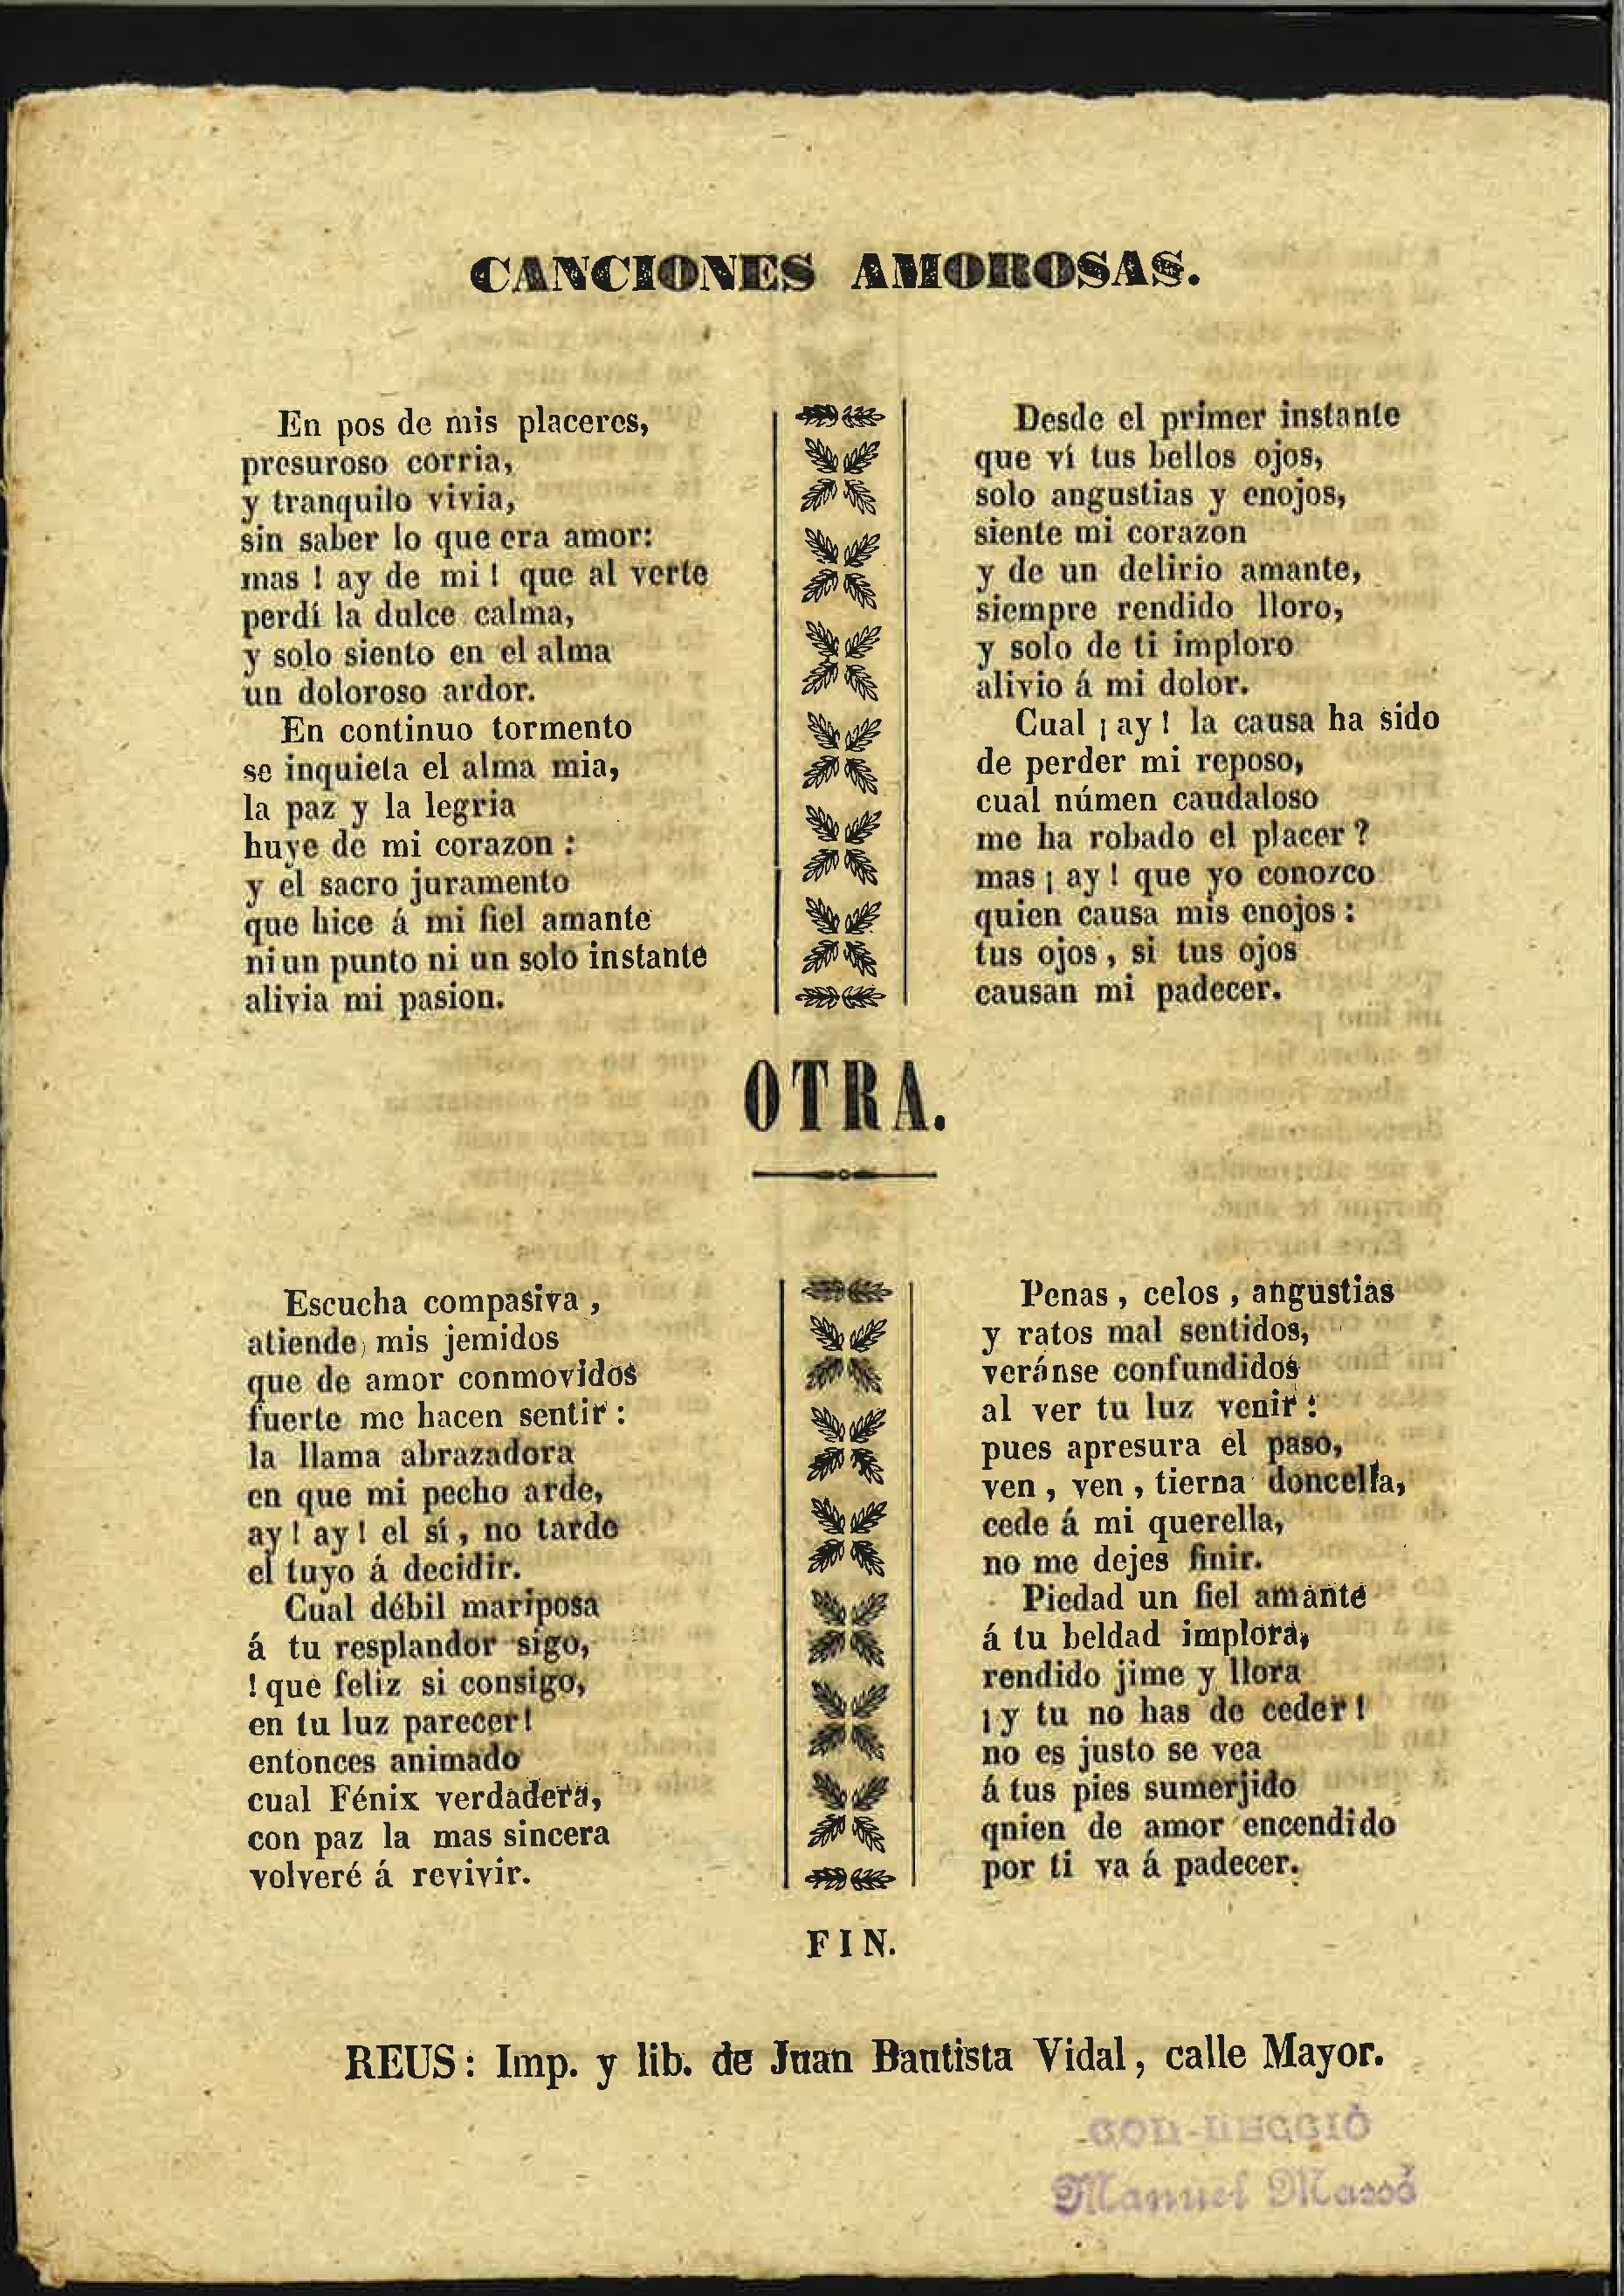 CANCIONES AMOROSAS.
En pos de mis placeres,
presuroso corria,
y tranquilo vivia,
sin saber lo que era amor:
mas ! ay de mi ! que al verte
perdí la dulce calma,
y solo siento en el alma
un doloroso ardor.
En continuo tormento
se inquieta el alma mia,
la paz y la legria
huye de mi corazon :
y el sacro juramento
que hice á mi fiel amante
ni un punto ni un solo instante
alivia mi pasion.
Desde el primer instante
que ví tus bellos ojos,
solo angustias y enojos,
siente mi corazon
y de un delirio amante,
siempre rendido lloro,
y solo de ti imploro
alivio á mi dolor.
Cual ¡ ay ! la causa ha sido
de perder mi reposo,
cual númen caudaloso
me ha robado el placer ?
mas ¡ ay ! que yo conozco
quien causa mis enojos :
tus ojos , si tus ojos
causan mi padecer.
OTRA.
Escucha compasiva ,
atiende, mis jemidos
que de amor conmovidos
fuerte me hacen sentir :
la llama abrazadora
en que mi pecho arde,
ay ! ay ! el sí , no tarde
el tuyo á decidir.
Cual débil mariposa
á tu resplandor sigo,
! que feliz si consigo,
en tu luz parecer !
entonces animado
cual Fénix verdadera,
con paz la mas sincera
volveré á revivir.
Penas , celos , angustias
y ratos mal sentidos,
veránse confundidos
al ver tu luz venir :
pues apresura el paso,
ven , ven , tierna doncella,
cede á mi querella,
no me dejes finir.
Piedad un fiel amante
á tu beldad implora,
rendido jime y llora
¡ y tu no has de ceder !
no es justo se vea
á tus pies sumerjido
qnien de amor encendido
por ti va á padecer.
FIN.
REUS : Imp. y lib. de Juan Bautista Vidal, calle Mayor.
COL·LECCIÓ
Manuel Massó